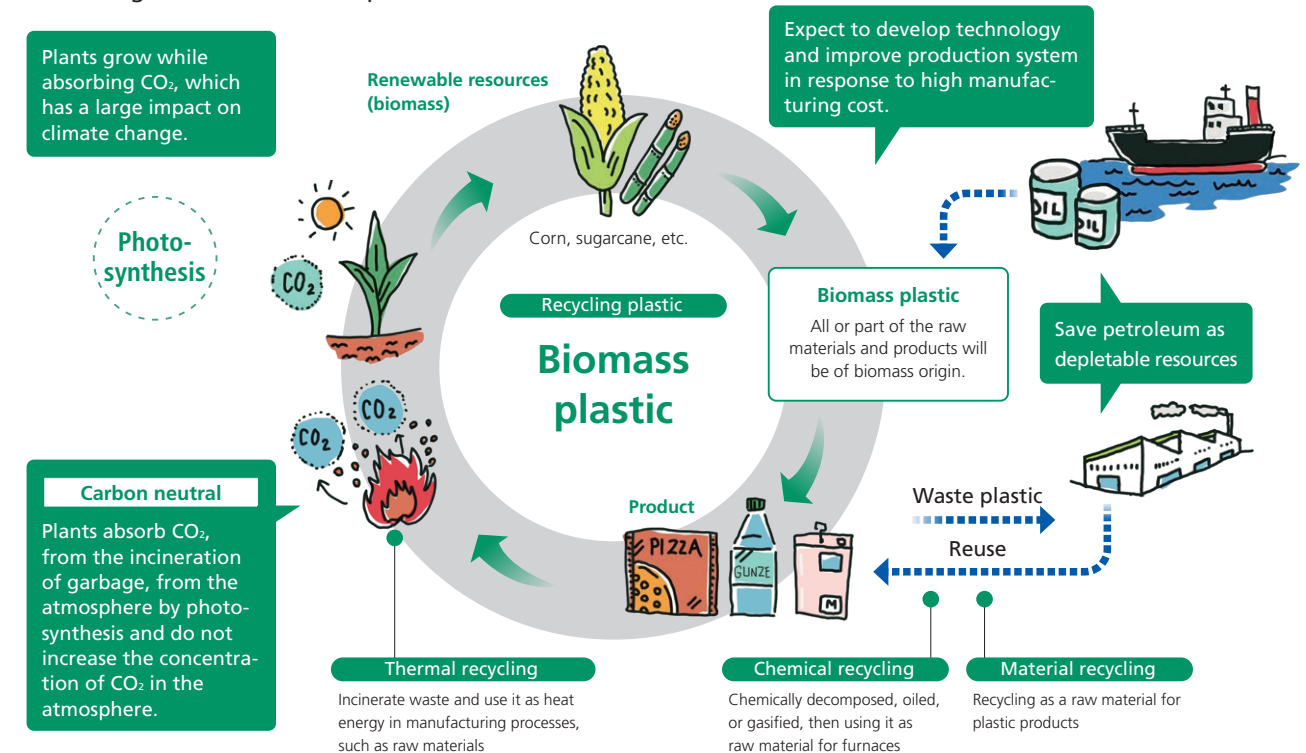 Plants grow while
absorbing CO₂, which
has a large impact on
climate change.
Renewable resources
(biomass)
Expect to develop technology
and improve production system
in response to high manufac-
turing cost.
OIL
OIL
Photo-
synthesis
CO₂
Corn, sugarcane, etc.
Recycling plastic
Biomass
plastic
Biomass plastic
All or part of the raw
materials and products will
be of biomass origin.
Save petroleum as
depletable resources
CO₂
CO₂
Carbon neutral
Plants absorb CO₂,
from the incineration
of garbage, from the
atmosphere by photo-
synthesis and do not
increase the concentra-
tion of CO₂ in the
atmosphere.
Product
PIZZA
GUNZE
M
Waste plastic
Reuse
Thermal recycling
Incinerate waste and use it as heat
energy in manufacturing processes,
such as raw materials
Chemical recycling
Chemically decomposed, oiled,
or gasified, then using it as
raw material for furnaces
Material recycling
Recycling as a raw material for
plastic products